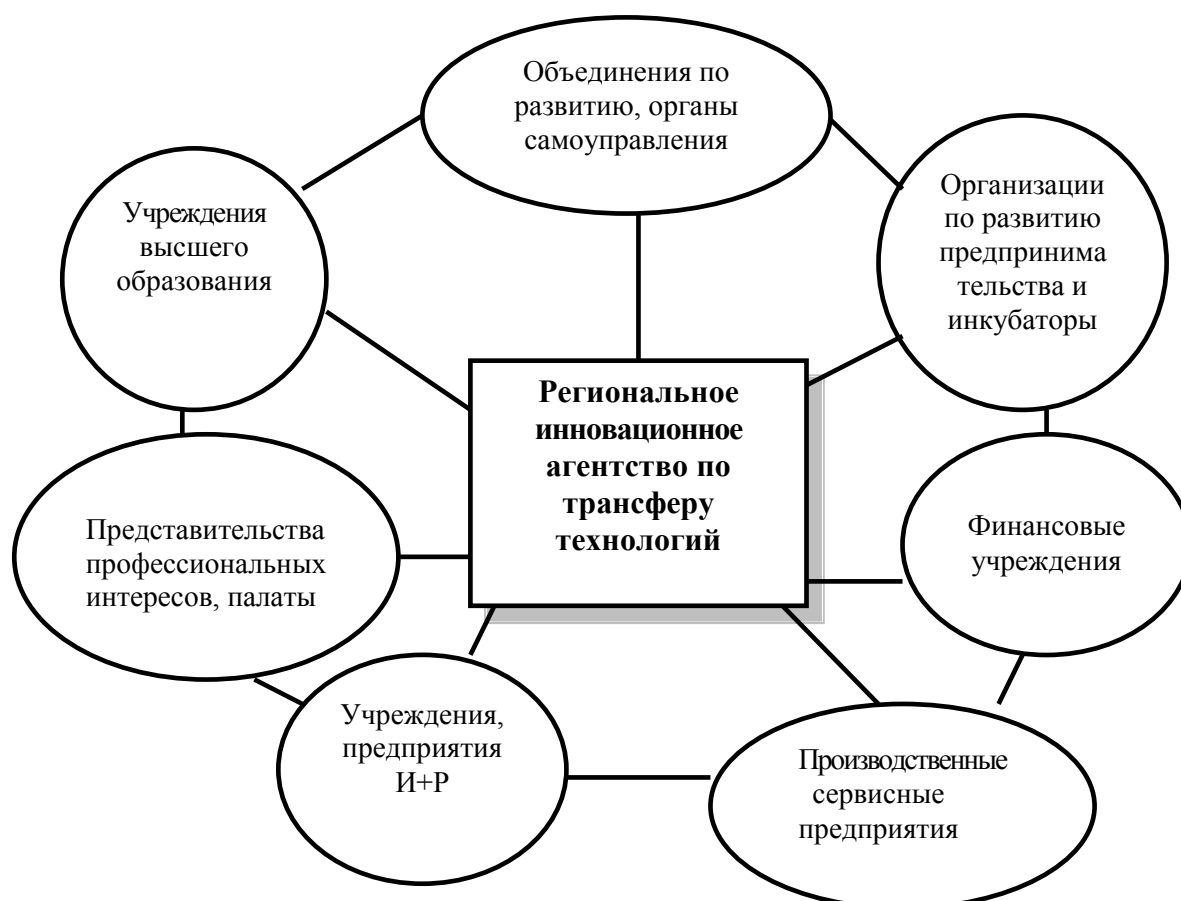 Объединения по
развитию, органы
самоуправления
Учреждения
высшего
образования
Организации
по развитию
предпринима
тельства и
инкубаторы
Региональное
инновационное
агентство по
трансферу
технологий
Представительства
профессиональных
интересов, палаты
Финансовые
учреждения
Учреждения,
предприятия
И+Р
Производственные
сервисные
предприятия